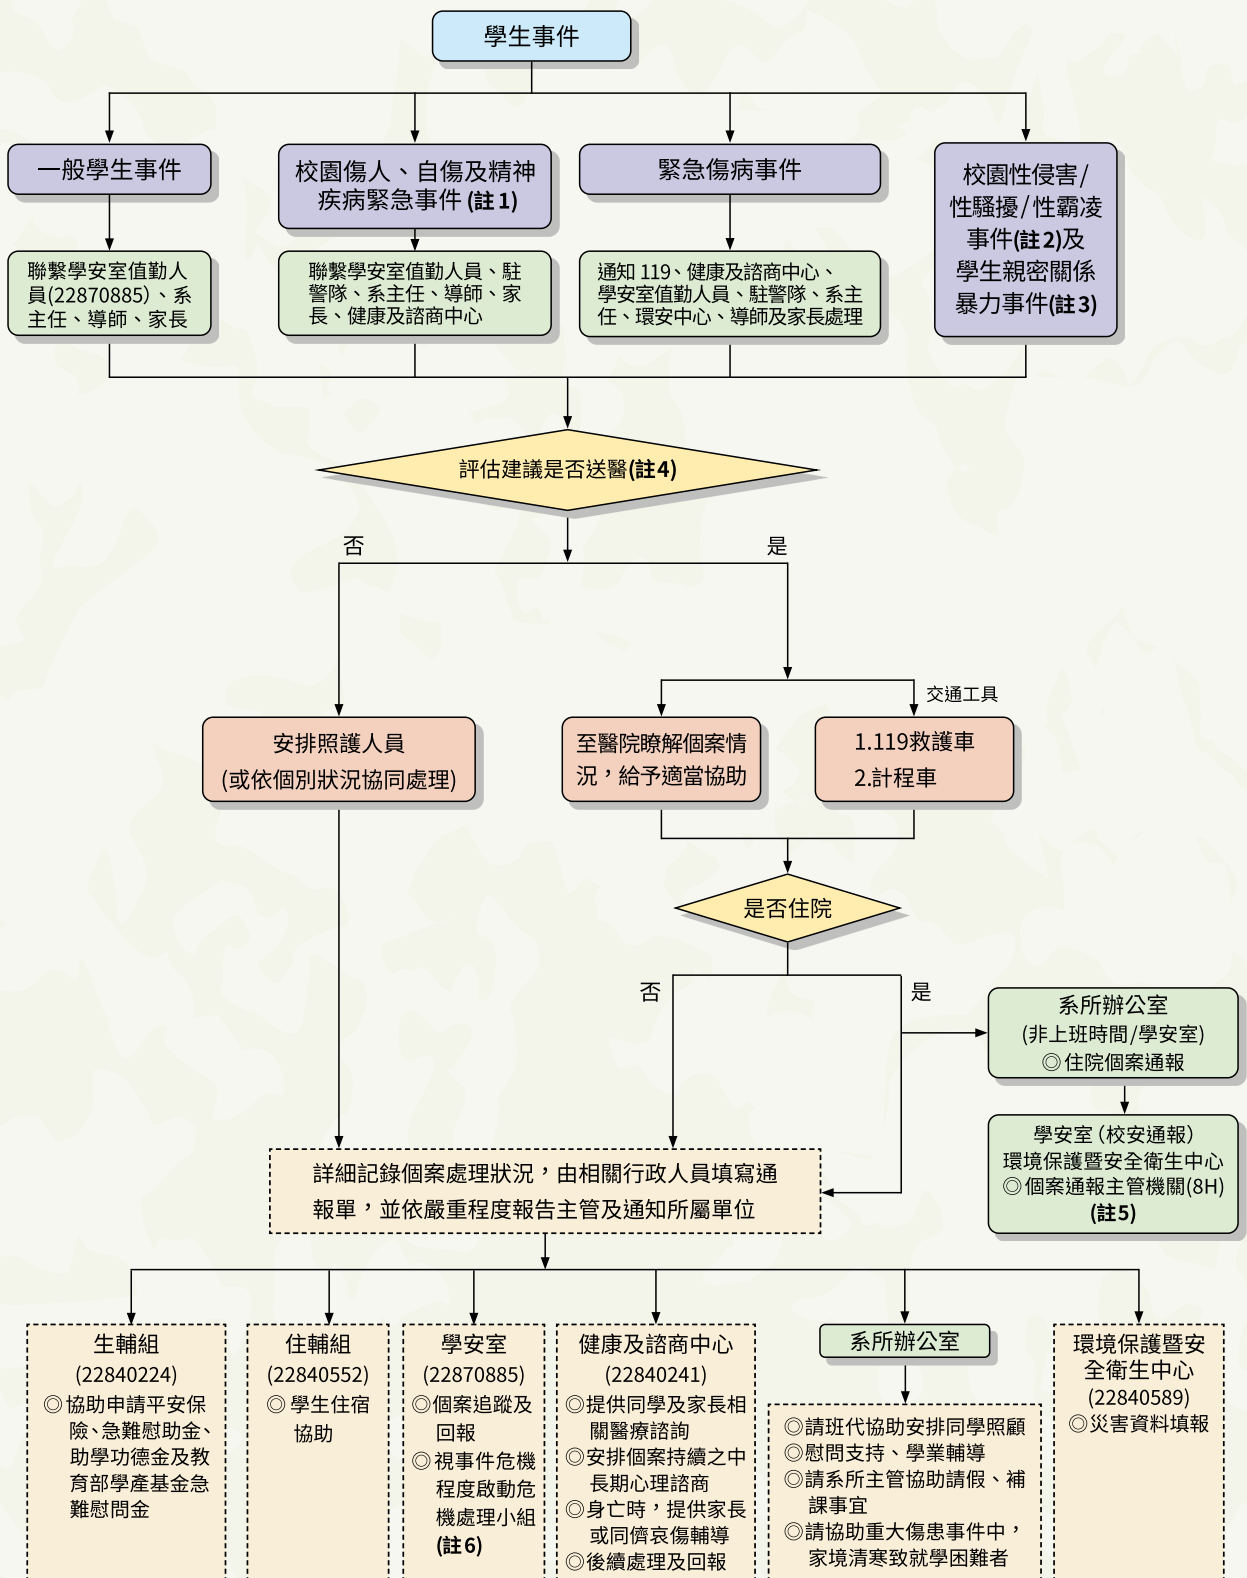 學生事件
一般學生事件
校園傷人、自傷及精神
疾病緊急事件 (註 1)
緊急傷病事件
校園性侵害/
性騷擾/性霸凌
事件(註 2)及
學生親密關係
暴力事件(註 3)
聯繫學安室值勤人
員(22870885)、系
主任、導師、家長
聯繫學安室值勤人員、駐
警隊、系主任、導師、家
長、健康及諮商中心
通知 119、健康及諮商中心、
學安室值勤人員、駐警隊、系主
任、環安中心、導師及家長處理
評估建議是否送醫(註 4)
否
是
交通工具
安排照護人員
(或依個別狀況協同處理)
至醫院瞭解個案情
況，給予適當協助
1.119救護車
2.計程車
是否住院
否
是
系所辦公室
(非上班時間/學安室)
◎住院個案通報
學安室（校安通報）
環境保護暨安全衛生中心
◎個案通報主管機關(8H)
(註 5)
詳細記錄個案處理狀況，由相關行政人員填寫通
報單，並依嚴重程度報告主管及通知所屬單位
生輔組
(22840224)
◎協助申請平安保
險、急難慰助金、
助學功德金及教
育部學產基金急
難慰問金
住輔組
(22840552)
◎ 學生住宿
協助
學安室
(22870885)
◎個案追蹤及
回報
◎視事件危機
程度啟動危
機處理小組
(註 6)
健康及諮商中心
(22840241)
◎提供同學及家長相
關醫療諮詢
◎安排個案持續之中
長期心理諮商
◎身亡時，提供家長
或同儕哀傷輔導
◎後續處理及回報
系所辦公室
◎請班代協助安排同學照顧
◎慰問支持、學業輔導
◎請系所主管協助請假、補
課事宜
◎請協助重大傷患事件中，
家境清寒致就學困難者
環境保護暨安
全衛生中心
(22840589)
◎災害資料填報